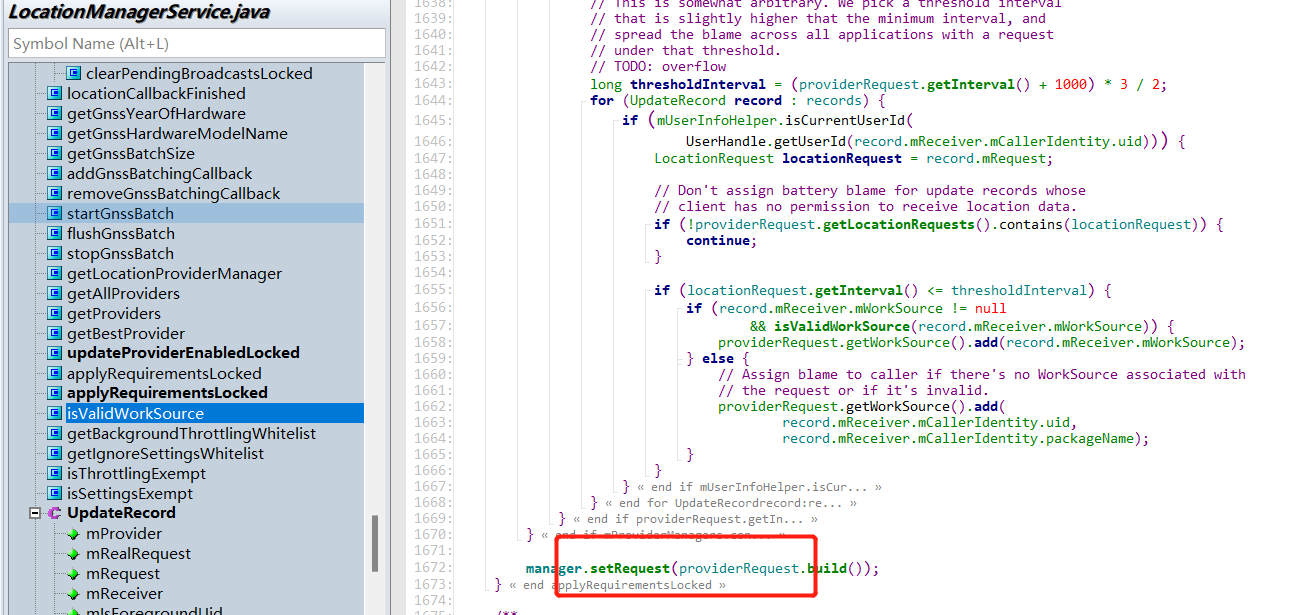 LocationManagerService.java
Symbol Name (Alt+L)
clearPendingBroadcastsLocked
locationCallbackFinished
getGnssYearOfHardware
getGnssHardwareModelName
getGnssBatchSize
addGnssBatchingCallback
removeGnssBatchingCallback
startGnssBatch
flushGnssBatch
stopGnssBatch
getLocationProviderManager
getAllProviders
getProviders
getBestProvider
updateProviderEnabledLocked
applyRequirementsLocked
applyRequirementsLocked
isValidWorkSource
getBackgroundThrottlingWhitelist
getIgnoreSettingsWhitelist
isThrottlingExempt
isSettingsExempt
UpdateRecord
mProvider
mRealRequest
mRequest
mReceiver
mIsForegroundUid
1638: // This is somewhat arbitrary. We pick a threshold interval
1639: // that is slightly higher that the minimum interval, and
1640: // spread the blame across all applications with a request
1641: // under that threshold.
1642: // TODO: overflow
1643: long thresholdInterval = (providerRequest.getInterval() + 1000) * 3 / 2;
1644: for (UpdateRecord record : records) {
1645: if (mUserInfoHelper.isCurrentUserId(
1646: UserHandle.getUserId(record.mReceiver.mCallerIdentity.uid))) {
1647: LocationRequest locationRequest = record.mRequest;
1648:
1649: // Don't assign battery blame for update records whose
1650: // client has no permission to receive location data.
1651: if (!providerRequest.getLocationRequests().contains(locationRequest)) {
1652: continue;
1653: }
1654:
1655: if (locationRequest.getInterval() <= thresholdInterval) {
1656: if (record.mReceiver.mWorkSource != null
1657: && isValidWorkSource(record.mReceiver.mWorkSource)) {
1658: providerRequest.getWorkSource().add(record.mReceiver.mWorkSource);
1659: } else {
1660: // Assign blame to caller if there's no WorkSource associated with
1661: // the request or if it's invalid.
1662: providerRequest.getWorkSource().add(
1663: record.mReceiver.mCallerIdentity.uid,
1664: record.mReceiver.mCallerIdentity.packageName);
1665: }
1666: }
1667: } « end if mUserInfoHelper.isCur... »
1668: } « end for UpdateRecordrecord:re... »
1669: } « end if providerRequest.getIn... »
1670: } « end if mProviderManagers.con... »
1671:
1672: manager.setRequest(providerRequest.build());
1673: } « end applyRequirementsLocked »
1674:
1675: /**